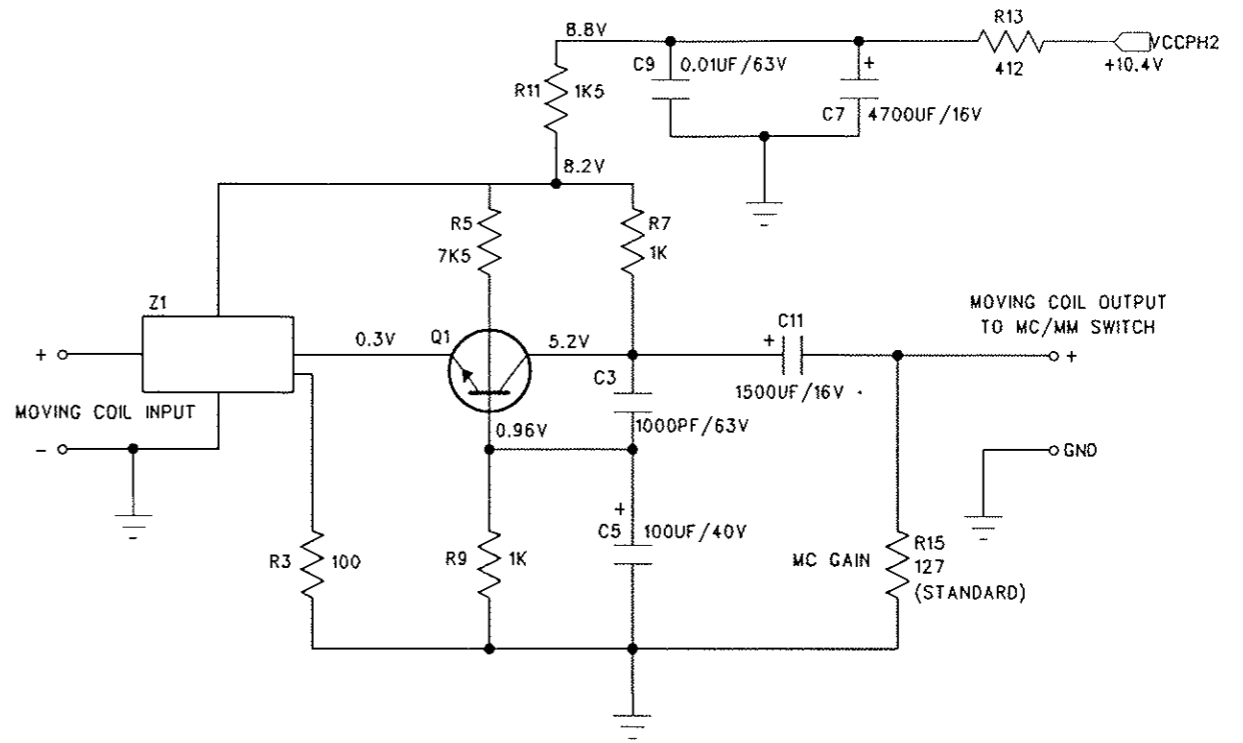 R13
8.8V
VCCPH2
C9
0.01UF/63V
+
412
+10.4V
R11
1K5
C7
4700UF/16V
8.2V
R5
7K5
R7
1K
Z1
MOVING COIL OUTPUT
TO MC/MM SWITCH
C11
+
0.3V
Q1
5.2V
+
+
C3
1500UF/16V
MOVING COIL INPUT
0.96V
1000PF/63V
-
GND
+
C5
100UF/40V
R3
100
R9
1K
MC GAIN
R15
127
(STANDARD)